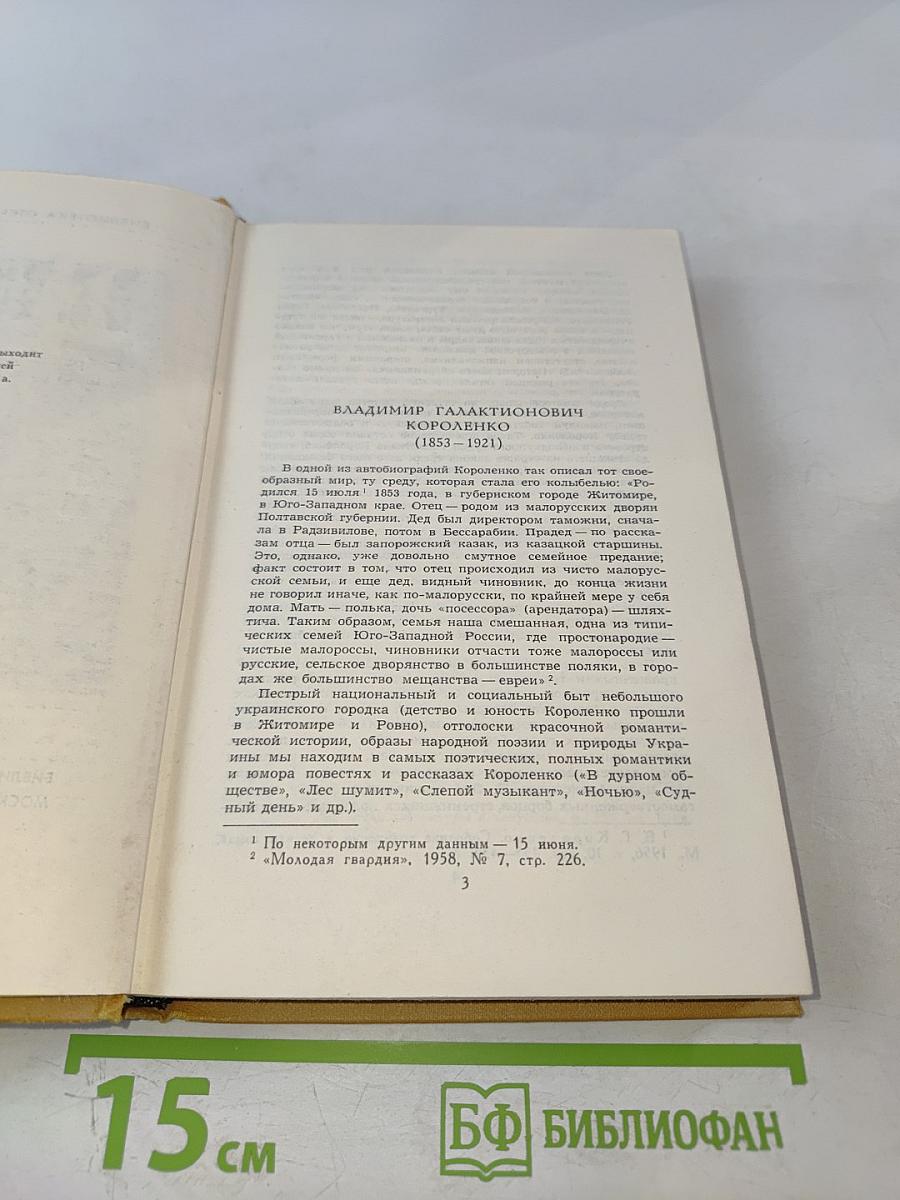 выходит
а.
ВЛАДИМИР ГАЛАКТИОНОВИЧ
КОРОЛЕНКО
(1853—1921)
В одной из автобиографий Короленко так описал тот свое-
образный мир, ту среду, которая стала его колыбелью: «Ро-
дился 15 июля¹ 1853 года, в губернском городе Житомире,
в Юго-Западном крае. Отец — родом из малорусских дворян
Полтавской губернии. Дед был директором таможни, снача-
ла в Радзивилове, потом в Бессарабии. Прадед — по расска-
зам отца — был запорожский казак, из казацкой старшины.
Это, однако, уже довольно смутное семейное предание;
факт состоит в том, что отец происходил из чисто малорус-
ской семьи, и еще дед, видный чиновник, до конца жизни
не говорил иначе, как по-малорусски, по крайней мере у себя
дома. Мать — полька, дочь «посессора» (арендатора) — шлях-
тича. Таким образом, семья наша смешанная, одна из типи-
ческих семей Юго-Западной России, где простонародие —
чистые малороссы, чиновники отчасти тоже малороссы или
русские, сельское дворянство в большинстве поляки, в горо-
дах же большинство мещанства — евреи»².
Пестрый национальный и социальный быт небольшого
украинского городка (детство и юность Короленко прошли
в Житомире и Ровно), отголоски красочной романти-
ческой истории, образы народной поэзии и природы Укра-
ины мы находим в самых поэтических, полных романтики
и юмора повестях и рассказах Короленко («В дурном об-
ществе», «Лес шумит», «Слепой музыкант», «Ночью», «Суд-
ный день» и др.).
¹ По некоторым другим данным — 15 июня.
² «Молодая гвардия», 1958, № 7, стр. 226.
3
15 см
БФ БИБЛИОФАН